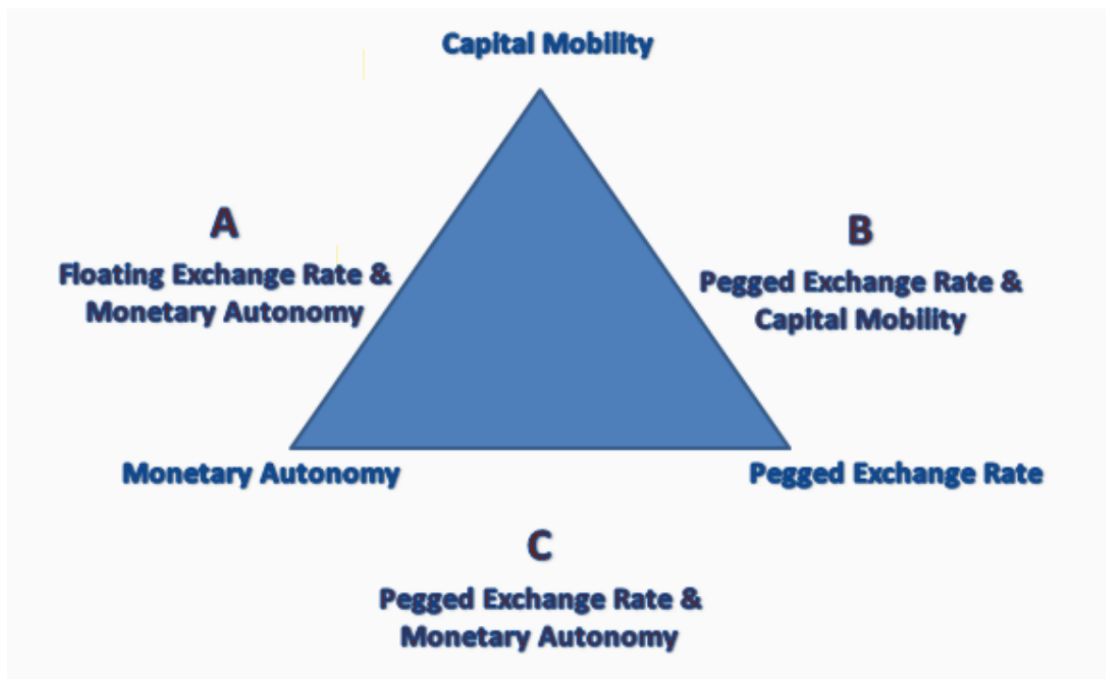 Capital Mobility
A
Floating Exchange Rate &
Monetary Autonomy
B
Pegged Exchange Rate &
Capital Mobility
Monetary Autonomy
Pegged Exchange Rate
C
Pegged Exchange Rate &
Monetary Autonomy